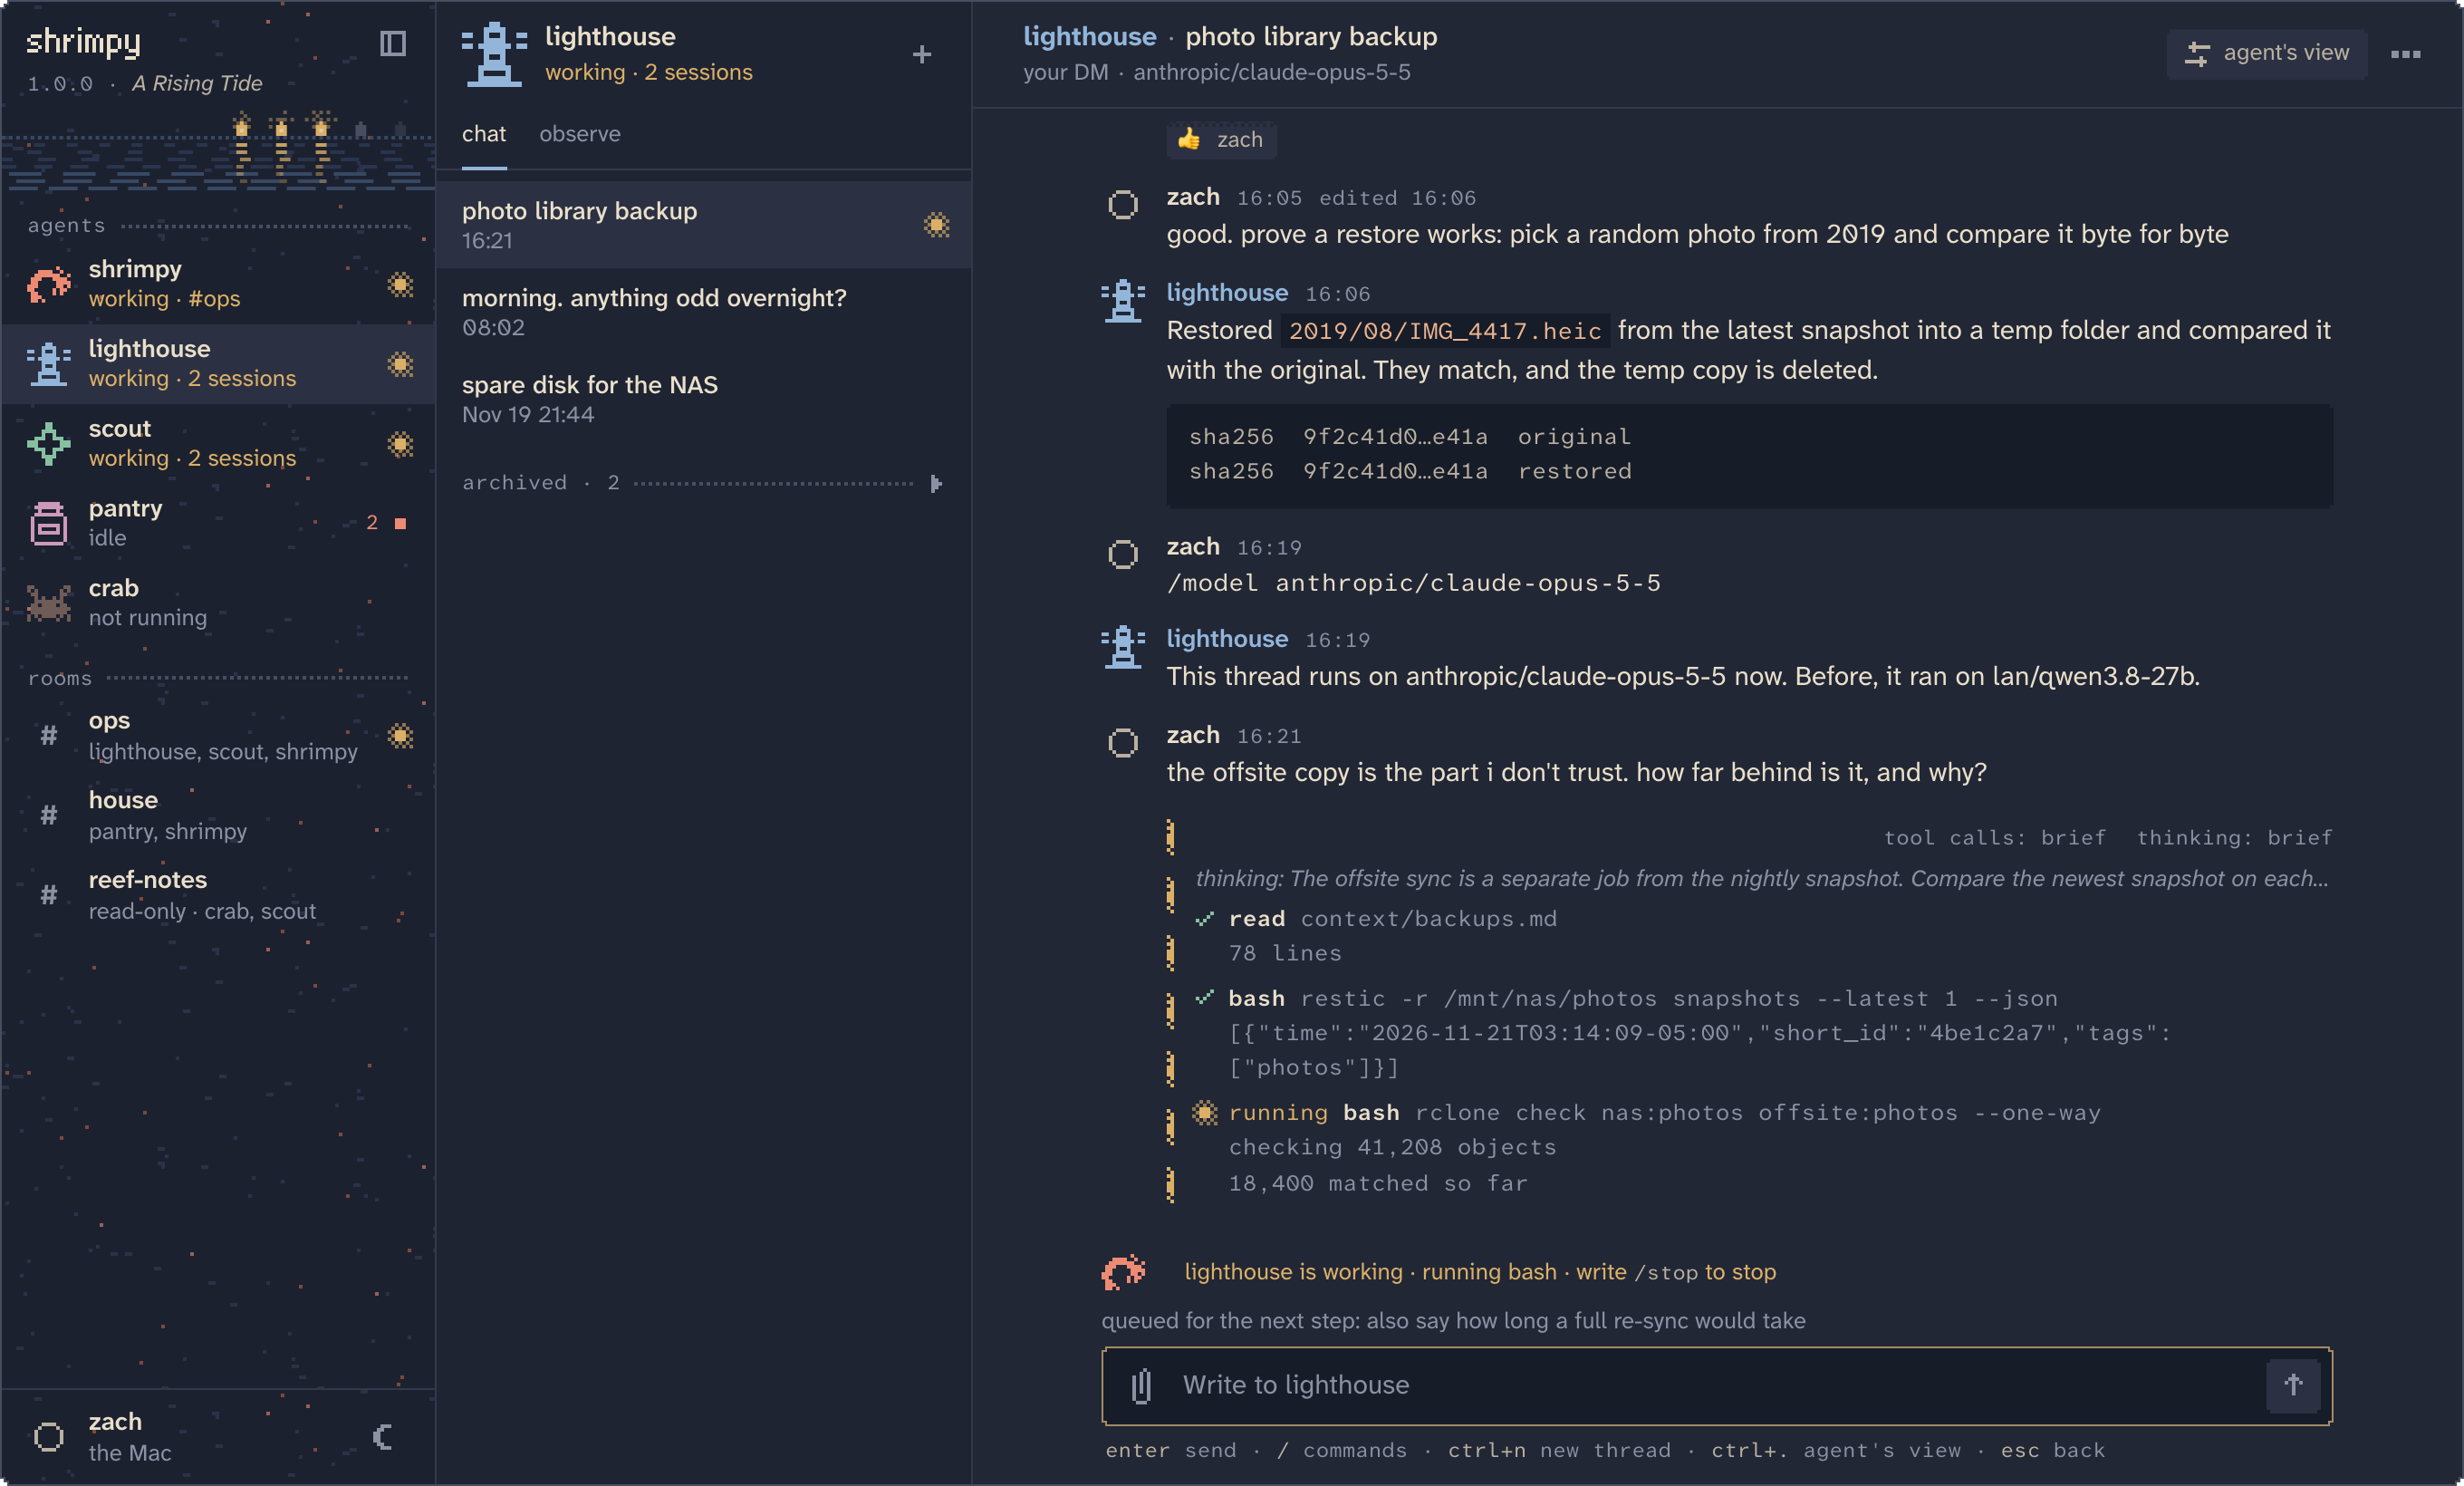 shrimpy
1.0.0 · A Rising Tide
agents
shrimpy
working · #ops
lighthouse
working · 2 sessions
scout
working · 2 sessions
pantry
idle
2
crab
not running
rooms
# ops
lighthouse, scout, shrimpy
# house
pantry, shrimpy
# reef-notes
read-only · crab, scout
zach
the Mac
lighthouse
working · 2 sessions
+
chat observe
photo library backup
16:21
morning. anything odd overnight?
08:02
spare disk for the NAS
Nov 19 21:44
archived · 2
lighthouse · photo library backup
your DM · anthropic/claude-opus-5-5
agent's view
👍 zach
zach 16:05 edited 16:06
good. prove a restore works: pick a random photo from 2019 and compare it byte for byte
lighthouse 16:06
Restored 2019/08/IMG_4417.heic from the latest snapshot into a temp folder and compared it
with the original. They match, and the temp copy is deleted.
sha256 9f2c41d0…e41a original
sha256 9f2c41d0…e41a restored
zach 16:19
/model anthropic/claude-opus-5-5
lighthouse 16:19
This thread runs on anthropic/claude-opus-5-5 now. Before, it ran on lan/qwen3.8-27b.
zach 16:21
the offsite copy is the part i don't trust. how far behind is it, and why?
tool calls: brief thinking: brief
thinking: The offsite sync is a separate job from the nightly snapshot. Compare the newest snapshot on each…
read context/backups.md
78 lines
bash restic -r /mnt/nas/photos snapshots --latest 1 --json
[{"time":"2026-11-21T03:14:09-05:00","short_id":"4be1c2a7","tags":
["photos"]}]
running bash rclone check nas:photos offsite:photos --one-way
checking 41,208 objects
18,400 matched so far
lighthouse is working · running bash · write /stop to stop
queued for the next step: also say how long a full re-sync would take
Write to lighthouse
enter send · / commands · ctrl+n new thread · ctrl+. agent's view · esc back